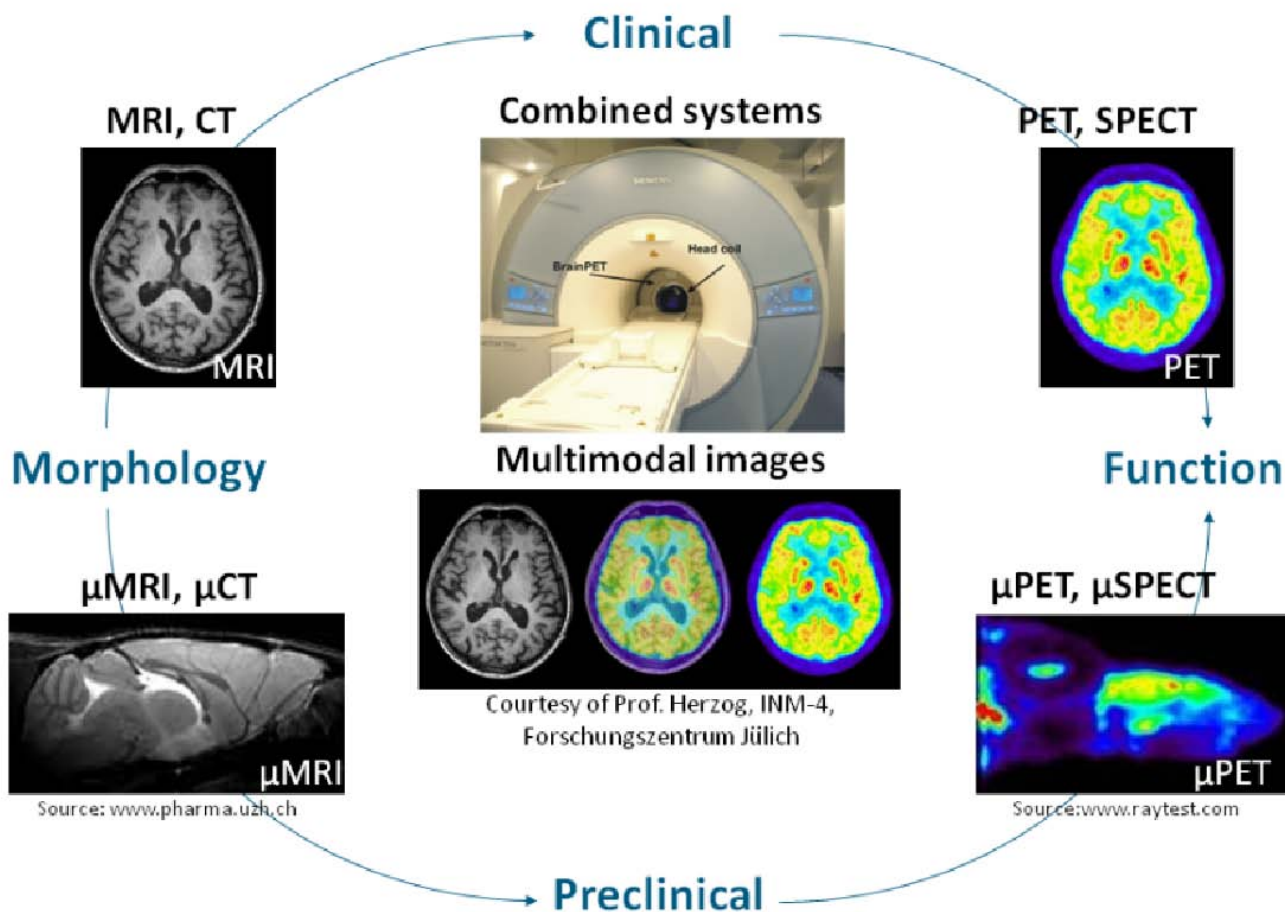 Clinical
MRI, CT
Combined systems
PET, SPECT
SIEMENS
Head coil
BrainPET
MRI
PET
Morphology
Multimodal images
Function
μMRI, μCT
μPET, μSPECT
Courtesy of Prof. Herzog, INM-4,
Forschungszentrum Jülich
μMRI
μPET
Source: www.pharma.uzh.ch
Source:www.raytest.com
Preclinical